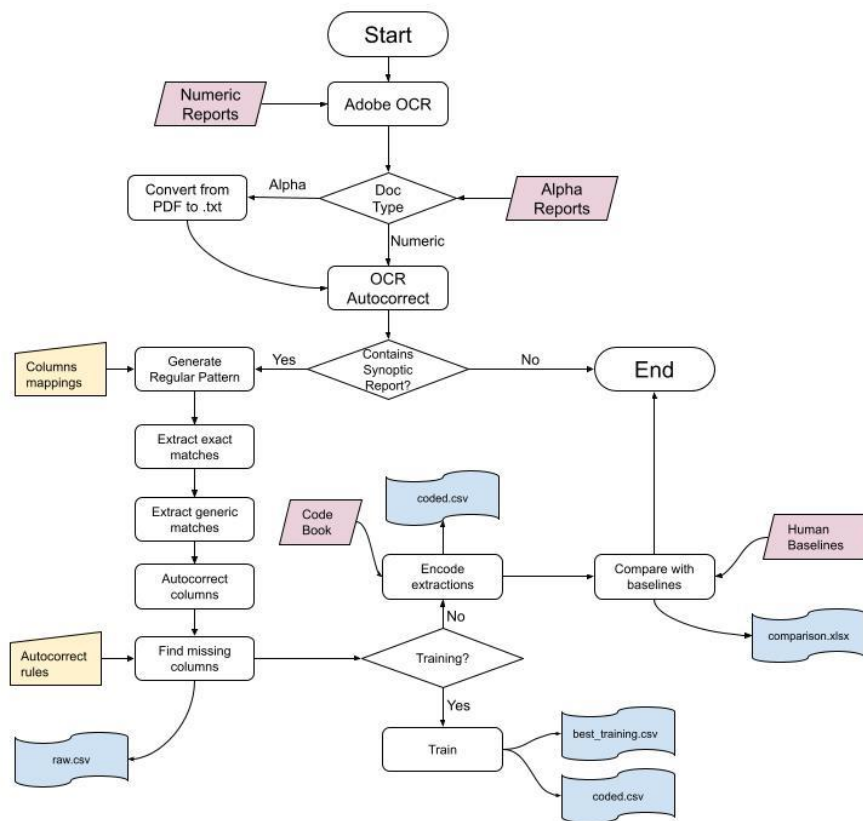 Start
Numeric
Reports
Adobe OCR
Convert from
PDF to .txt
Alpha
Doc
Type
Alpha
Reports
Numeric
OCR
Autocorrect
Columns
mappings
Generate
Regular Pattern
Yes
Contains
Synoptic
Report?
No
End
Extract exact
matches
Extract generic
matches
coded.csv
Code
Book
Human
Baselines
Autocorrect
columns
Encode
extractions
Compare with
baselines
No
Autocorrect
rules
Find missing
columns
Training?
comparison.xlsx
Yes
raw.csv
Train
best_training.csv
coded.csv